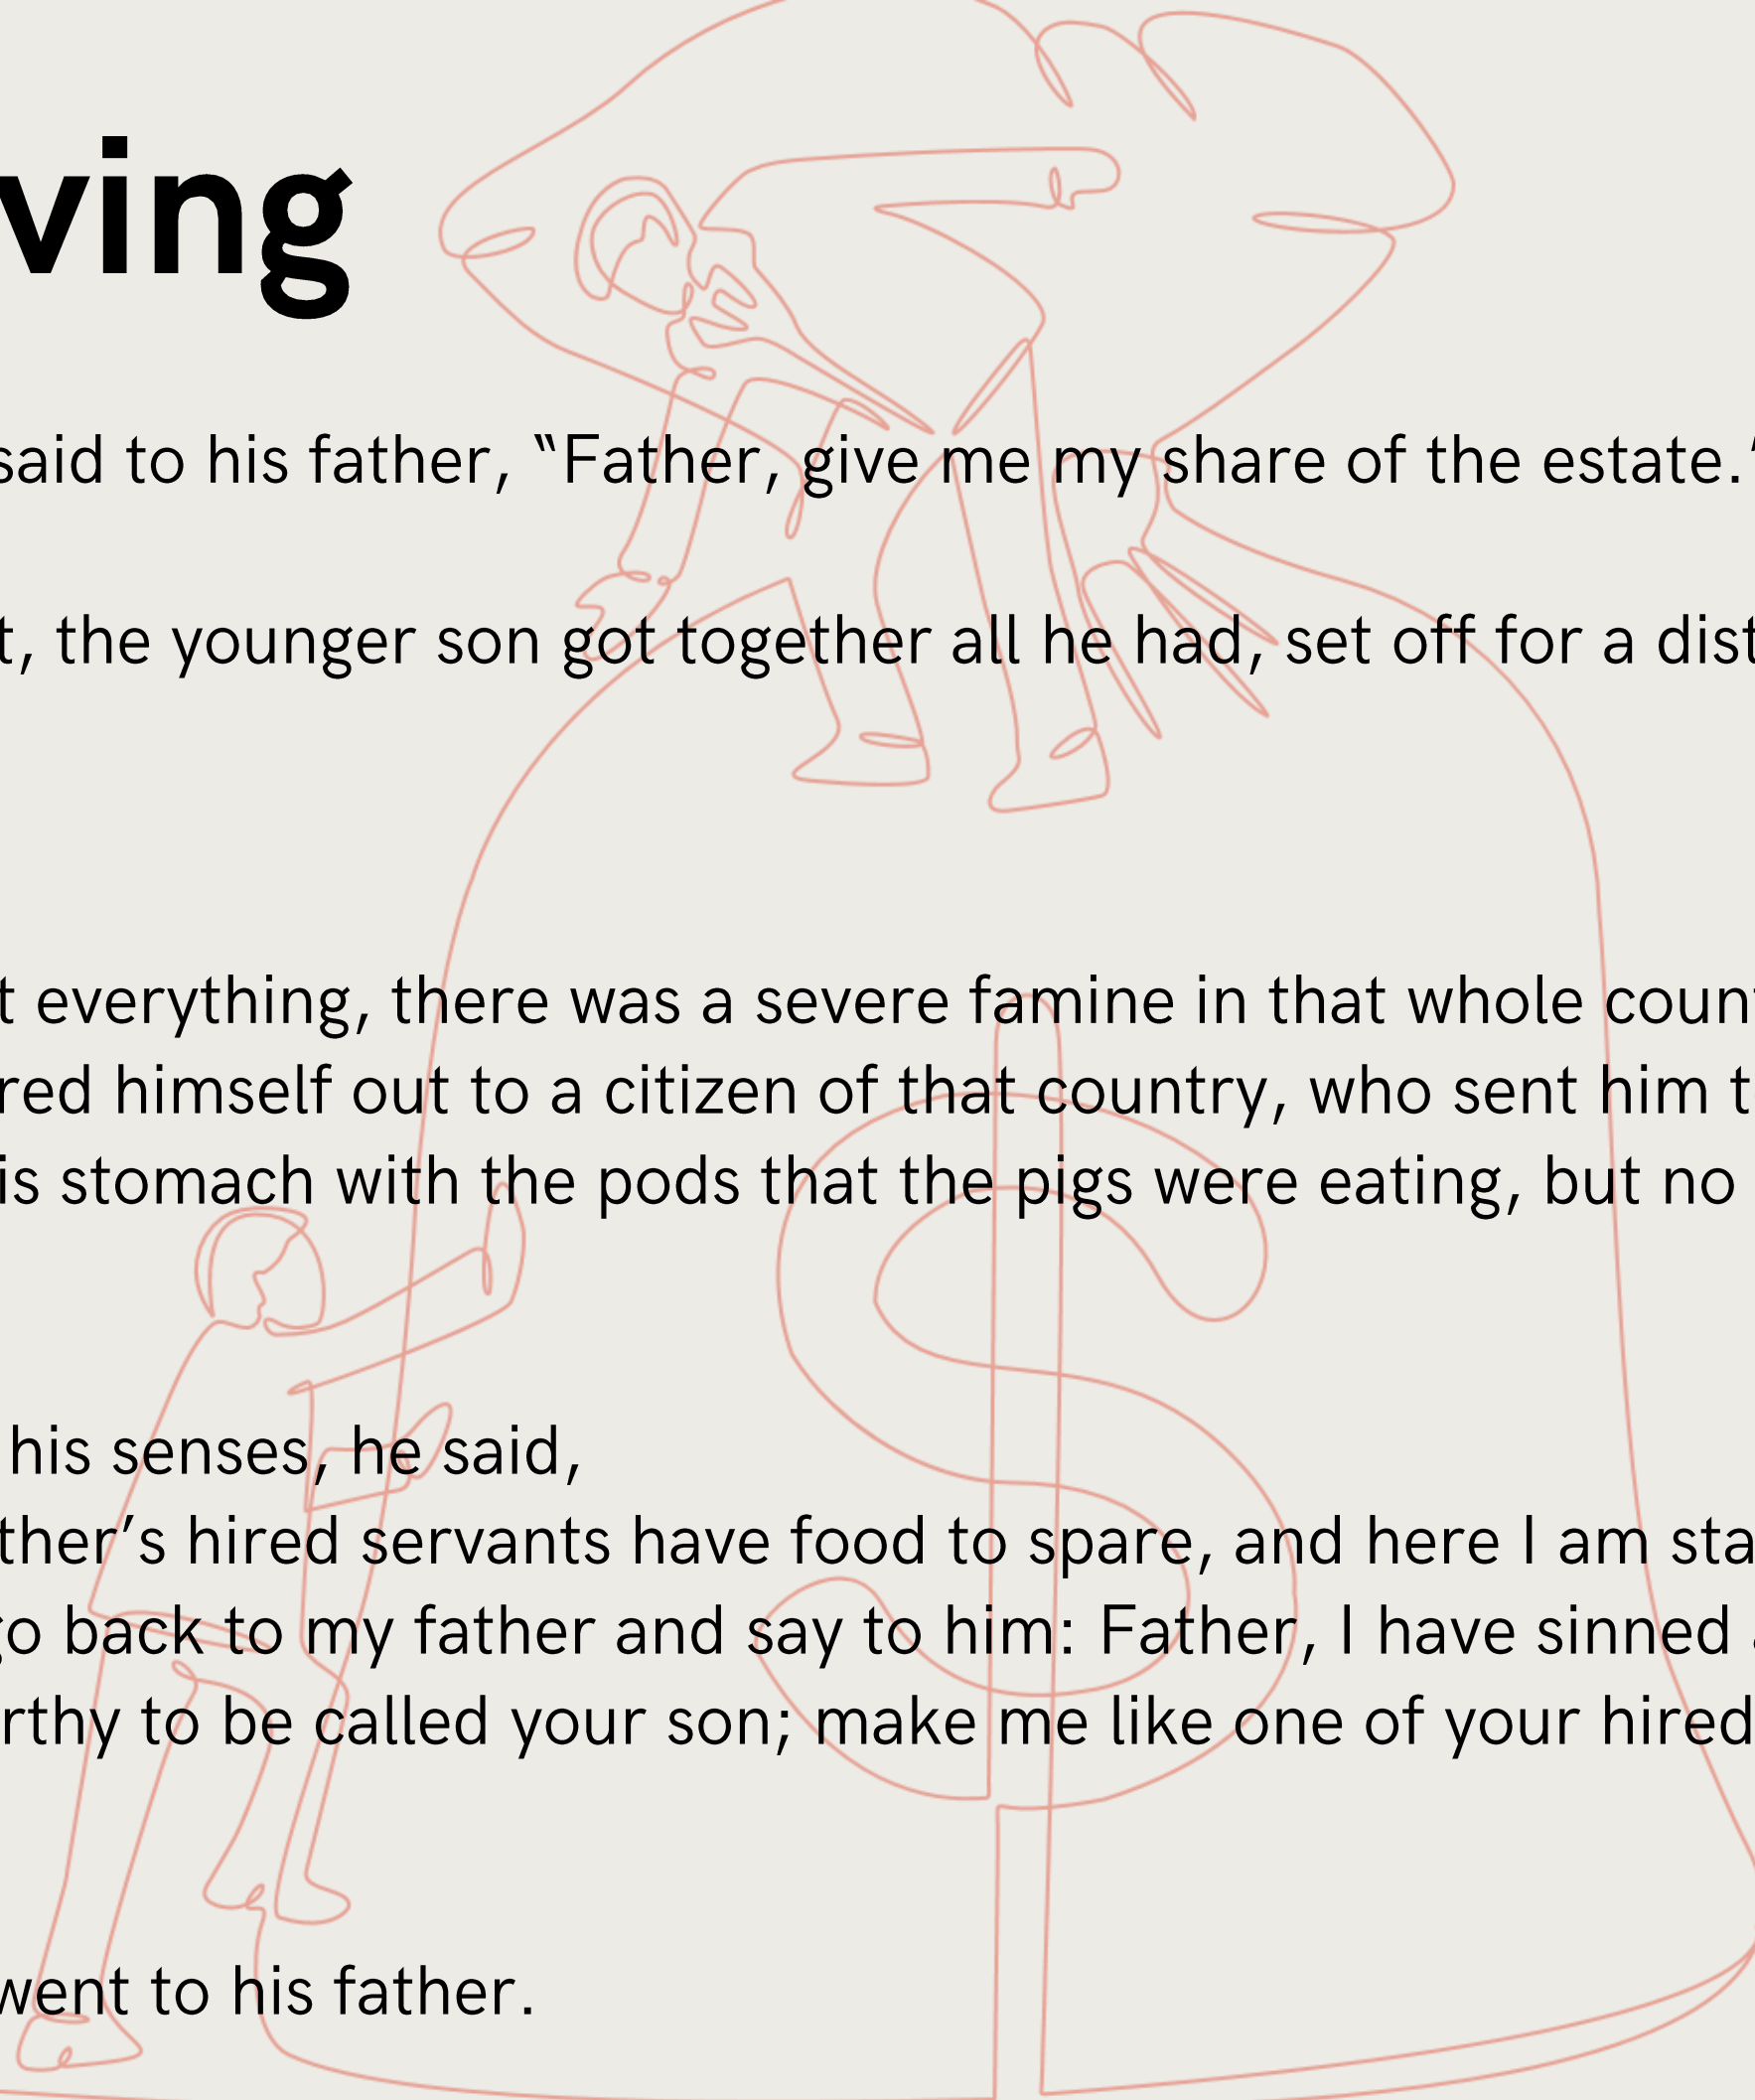 ving
said to his father, “Father, give me my share of the estate.”
t, the younger son got together all he had, set off for a dist
t everything, there was a severe famine in that whole count
red himself out to a citizen of that country, who sent him t
is stomach with the pods that the pigs were eating, but no
his senses, he said,
ther’s hired servants have food to spare, and here I am sta
go back to my father and say to him: Father, I have sinned a
rthy to be called your son; make me like one of your hired
went to his father.